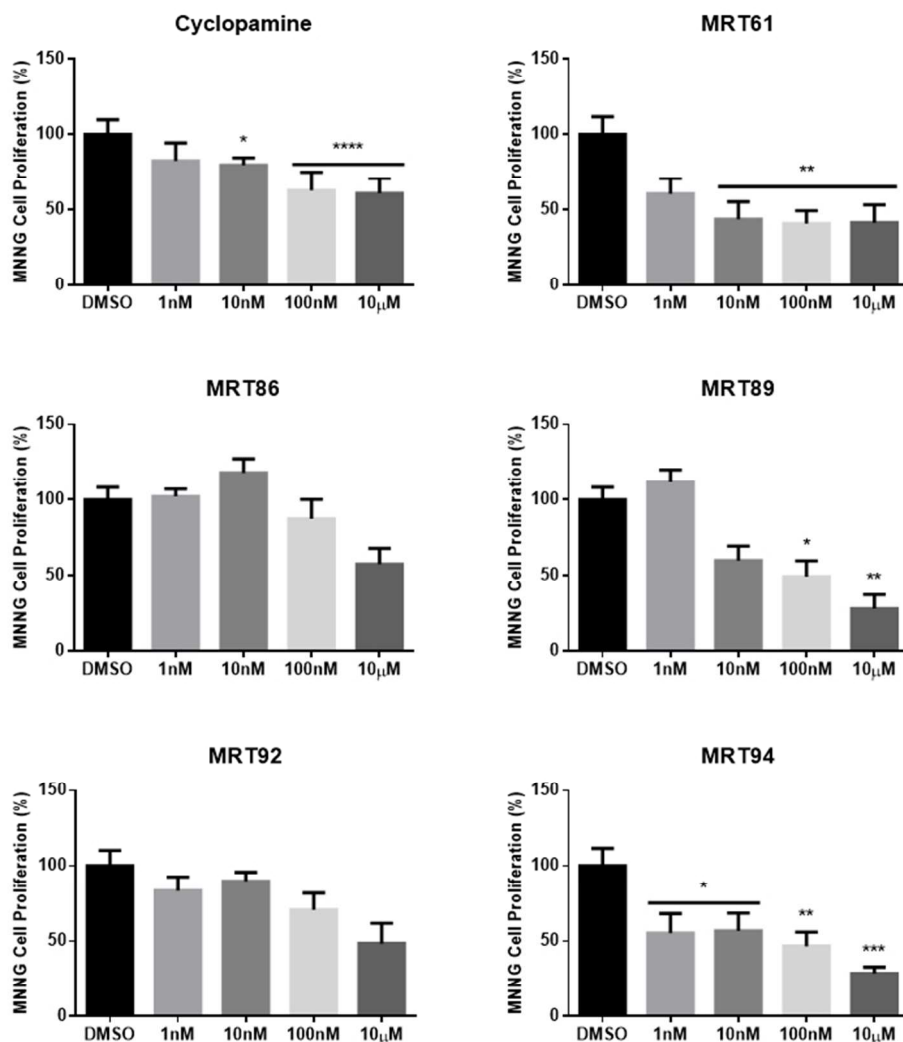 Cyclopamine
MNNG Cell Proliferation (%)
150
100
50
0
*
****
DMSO 1nM 10nM 100nM 10µM
MRT61
MNNG Cell Proliferation (%)
150
100
50
0
**
DMSO 1nM 10nM 100nM 10µM
MRT86
MNNG Cell Proliferation (%)
150
100
50
0
DMSO 1nM 10nM 100nM 10µM
MRT89
MNNG Cell Proliferation (%)
150
100
50
0
*
**
DMSO 1nM 10nM 100nM 10µM
MRT92
MNNG Cell Proliferation (%)
150
100
50
0
DMSO 1nM 10nM 100nM 10µM
MRT94
MNNG Cell Proliferation (%)
150
100
50
0
*
**
***
DMSO 1nM 10nM 100nM 10µM